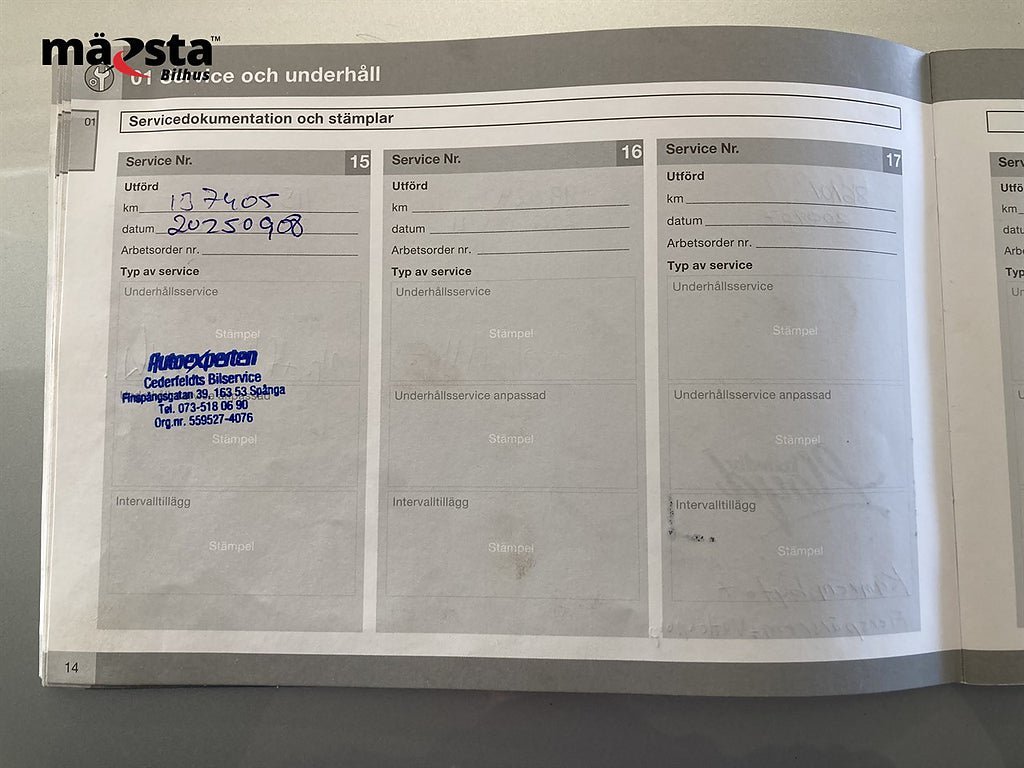 mäRsta™
Bilhus
01 Service och underhåll
01
Servicedokumentation och stämplar
Service Nr. 15
Utförd
km 137405
datum 20250908
Arbetsorder nr.
Typ av service
Underhållsservice
Stämpel
Autoexperten
Cederfeldts Bilservice
Finspångsgatan 39, 163 53 Spånga
Tel. 073-518 06 90
Org.nr. 559527-4076
anpassad
Stämpel
Intervalltillägg
Stämpel
Service Nr. 16
Utförd
km
datum
Arbetsorder nr.
Typ av service
Underhållsservice
Stämpel
Underhållsservice anpassad
Stämpel
Intervalltillägg
Stämpel
Service Nr. 17
Utförd
km
datum
Arbetsorder nr.
Typ av service
Underhållsservice
Stämpel
Underhållsservice anpassad
Stämpel
Intervalltillägg
Stämpel
14